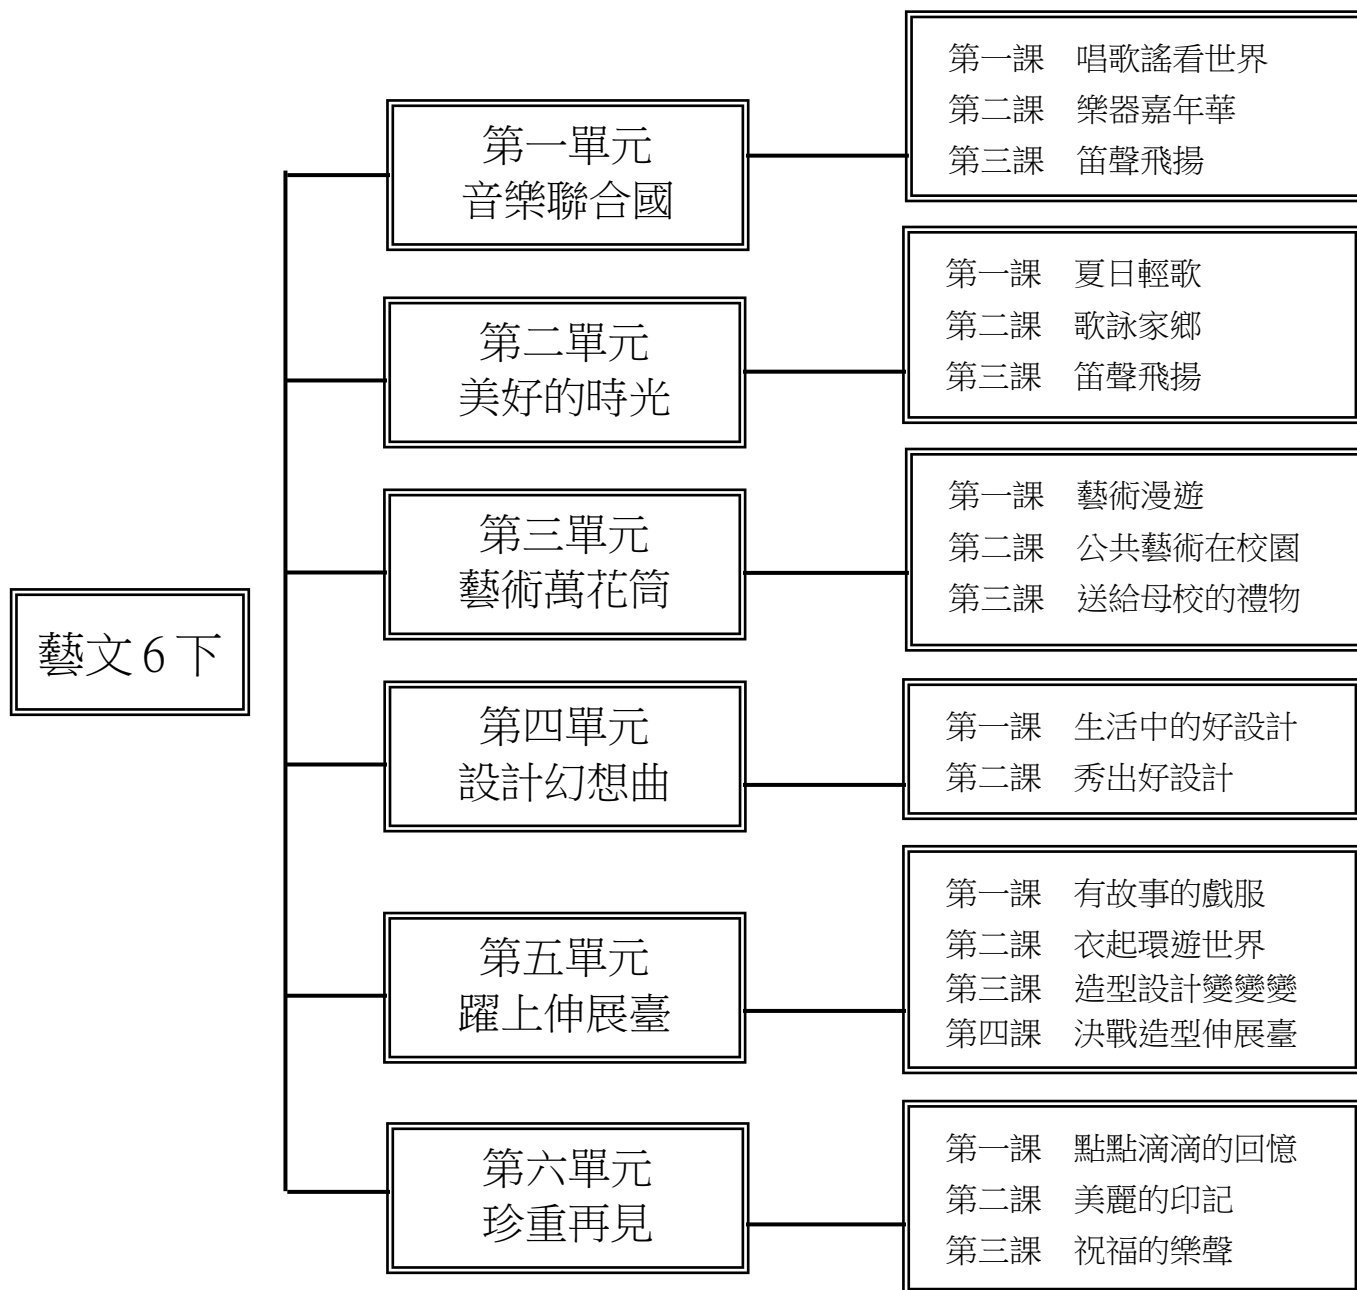 藝文6下
第一單元
音樂聯合國
第一課　唱歌謠看世界
第二課　樂器嘉年華
第三課　笛聲飛揚
第二單元
美好的時光
第一課　夏日輕歌
第二課　歌詠家鄉
第三課　笛聲飛揚
第三單元
藝術萬花筒
第一課　藝術漫遊
第二課　公共藝術在校園
第三課　送給母校的禮物
第四單元
設計幻想曲
第一課　生活中的好設計
第二課　秀出好設計
第五單元
躍上伸展臺
第一課　有故事的戲服
第二課　衣起環遊世界
第三課　造型設計變變變
第四課　決戰造型伸展臺
第六單元
珍重再見
第一課　點點滴滴的回憶
第二課　美麗的印記
第三課　祝福的樂聲